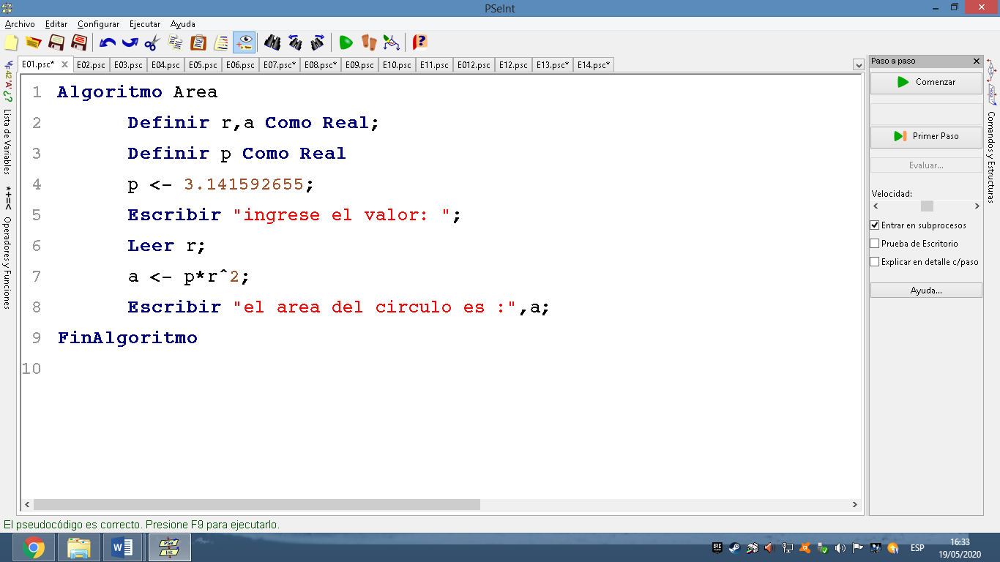 PSeInt
Archivo Editar Configurar Ejecutar Ayuda
E01.psc* E02.psc E03.psc E04.psc E05.psc E06.psc E07.psc* E08.psc* E09.psc E10.psc E11.psc E012.psc E12.psc E13.psc* E14.psc*
Lista de Variables
Operadores y Funciones
1 Algoritmo Area
2 Definir r,a Como Real;
3 Definir p Como Real
4 p <- 3.141592655;
5 Escribir "ingrese el valor: ";
6 Leer r;
7 a <- p*r^2;
8 Escribir "el area del circulo es :",a;
9 FinAlgoritmo
10
Paso a paso
Comenzar
Primer Paso
Evaluar...
Velocidad:
Entrar en subprocesos
Prueba de Escritorio
Explicar en detalle c/paso
Ayuda...
Comandos y Estructuras
El pseudocódigo es correcto. Presione F9 para ejecutarlo.
ESP
16:33
19/05/2020